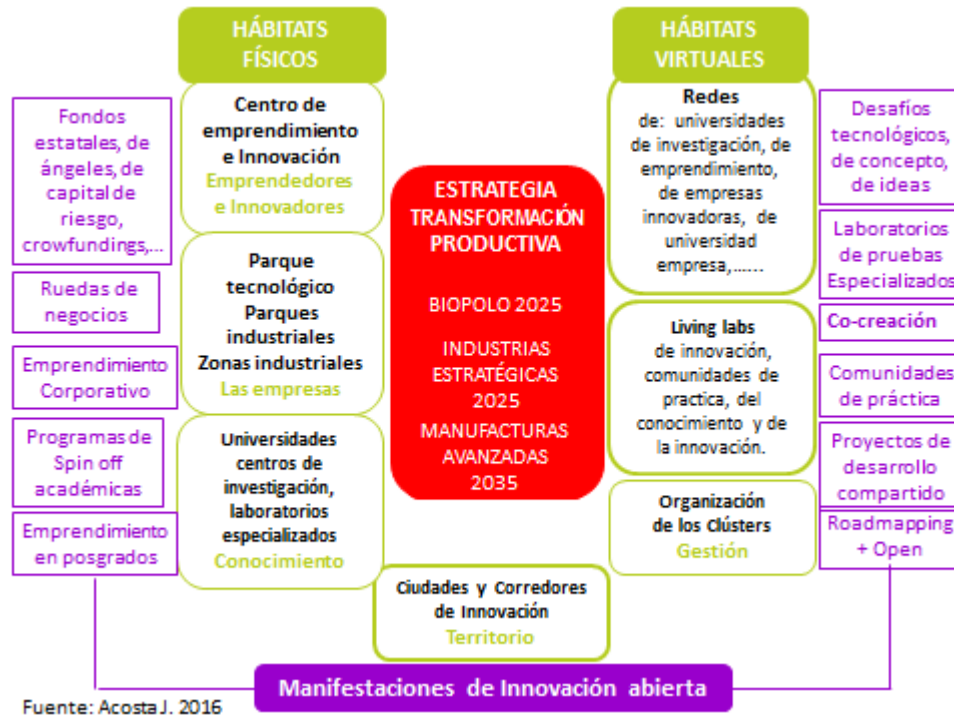 HÁBITATS
FÍSICOS
HÁBITATS
VIRTUALES
Fondos
estatales, de
ángeles, de
capital de
riesgo,
crowfundings,...
Ruedas de
negocios
Emprendimiento
Corporativo
Programas de
Spin off
académicas
Emprendimiento
en posgrados
Centro de
emprendimiento
e Innovación
Emprendedores
e Innovadores
Parque
tecnológico
Parques
industriales
Zonas industriales
Las empresas
Universidades
centros de
investigación,
laboratorios
especializados
Conocimiento
ESTRATEGIA
TRANSFORMACIÓN
PRODUCTIVA
BIOPOLO 2025
INDUSTRIAS
ESTRATÉGICAS
2025
MANUFACTURAS
AVANZADAS
2035
Ciudades y Corredores
de Innovación
Territorio
Redes
de: universidades
de investigación, de
emprendimiento,
de empresas
innovadoras, de
universidad
empresa,......
Living labs
de innovación,
comunidades de
practica, del
conocimiento y de
la innovación.
Organización
de los Clústers
Gestión
Desafíos
tecnológicos,
de concepto,
de ideas
Laboratorios
de pruebas
Especializados
Co-creación
Comunidades
de práctica
Proyectos de
desarrollo
compartido
Roadmapping
+ Open
Manifestaciones de Innovación abierta
Fuente: Acosta J. 2016